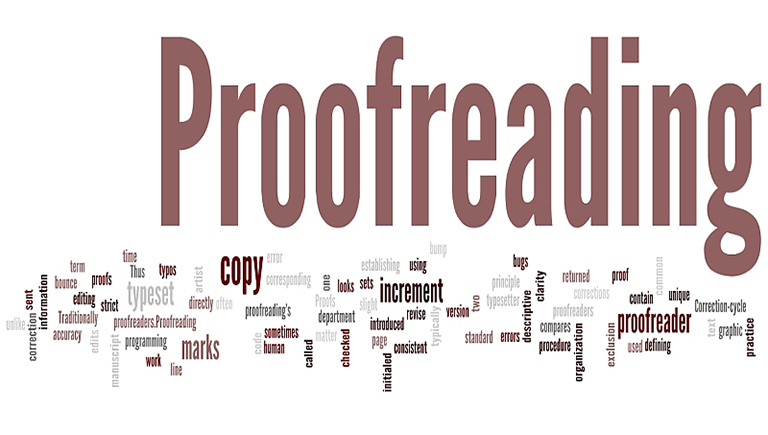 Proofreading
bump
time
error
copy
bugs
term
Thus
typos
establishing
using
common
bounce
proofs
artist
corresponding
one
looks
sets
principle
clarity
returned
proof
sent
information
editing
strict
typeset
directly
often
Proofs
slight
increment
typesetter
two
corrections
contain
unique
unlike
correction
Traditionally
accuracy
edits
proofreaders.Proofreading
proofreading's
department
introduced
revise
typically
version
descriptive
proofreaders
compares
proofreader
Correction-cycle
text
graphic
practice
manuscript
programming
marks
code
sometimes
human
called
matter
checked
page
consistent
standard
errors
procedure
organization
exclusion
used
defining
work
line
initialed